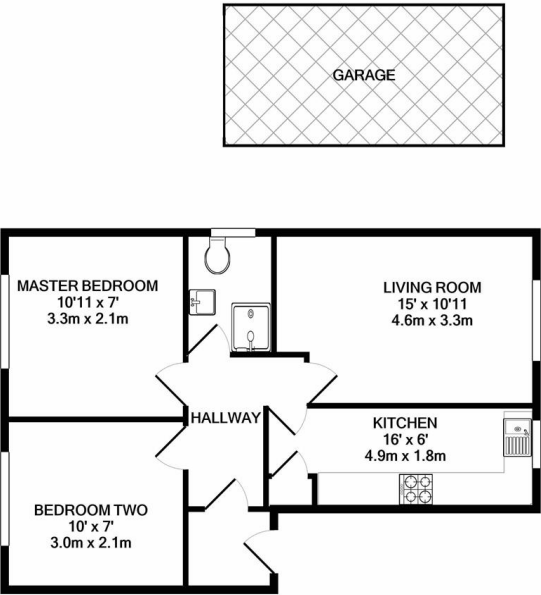 GARAGE
MASTER BEDROOM
10'11 x 7'
3.3m x 2.1m
LIVING ROOM
15' x 10'11
4.6m x 3.3m
HALLWAY
KITCHEN
16' x 6'
4.9m x 1.8m
BEDROOM TWO
10' x 7'
3.0m x 2.1m